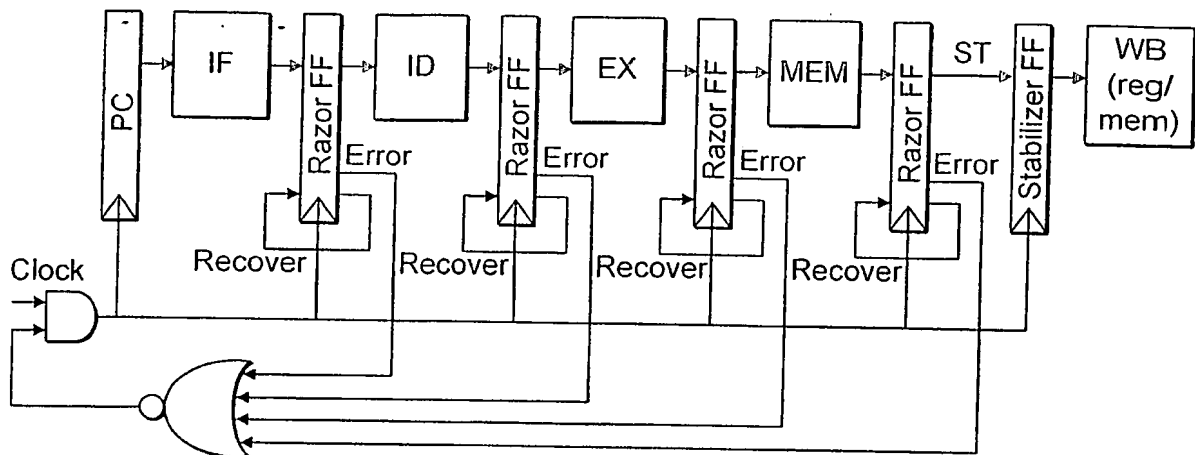 PC
IF
Razor FF
ID
Razor FF
EX
Razor FF
MEM
Razor FF
ST
Stabilizer FF
WB
(reg/
mem)
Error
Error
Error
Error
Recover
Recover
Recover
Recover
Clock